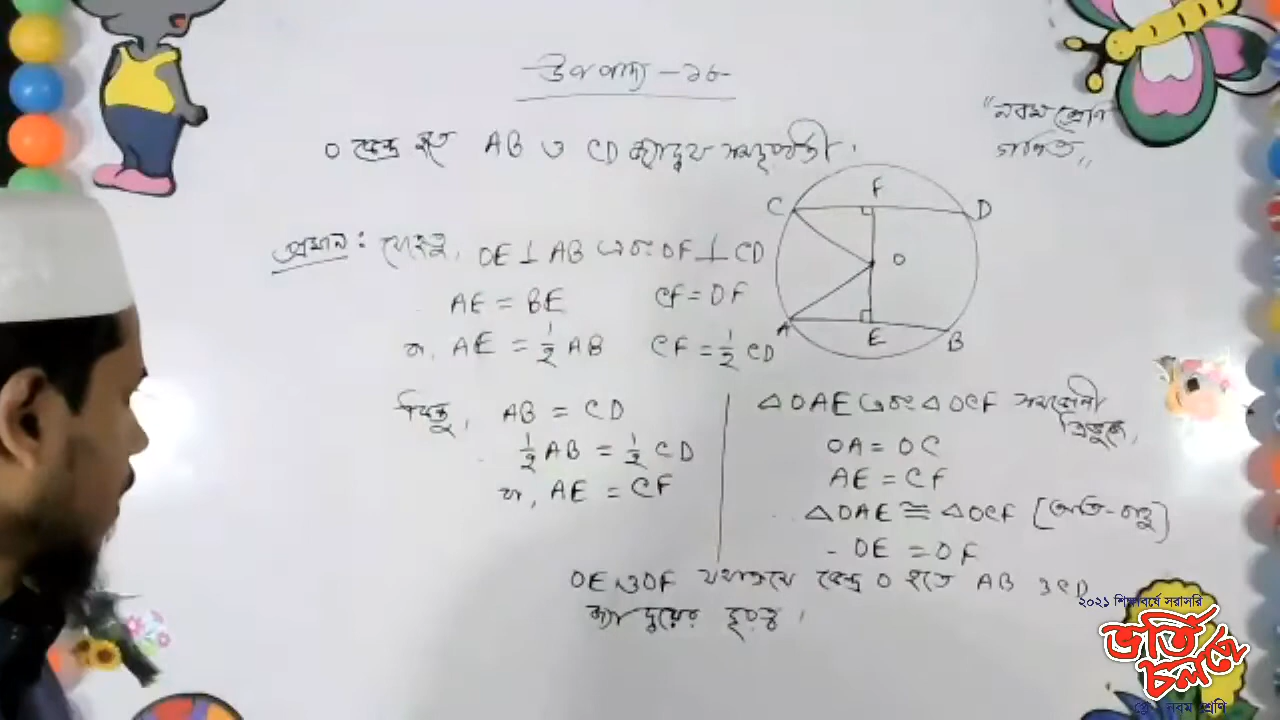 উপপাদ্য - ১৮
"নবম শ্রেণি
গণিত"
O কেন্দ্র হতে AB ও CD জ্যাদ্বয় সমদূরবর্তী।
প্রমাণ: যেহেতু, OE ⊥ AB এবং OF ⊥ CD
AE = BE CF = DF
বা, AE = 1/2 AB CF = 1/2 CD
কিন্তু, AB = CD
1/2 AB = 1/2 CD
বা, AE = CF
C F D
O
A E B
△OAE এবং △OCF সমকোণী
ত্রিভুজে,
OA = OC
AE = CF
△OAE ≅ △OCF [অতি-বাহু]
- OE = OF
OE ও OF যথাক্রমে কেন্দ্র O হতে AB ও CD
জ্যা দ্বয়ের দূরত্ব।
২০২১ শিক্ষাবর্ষে সরাসরি
ভর্তি
চলছে
নবম শ্রেণি